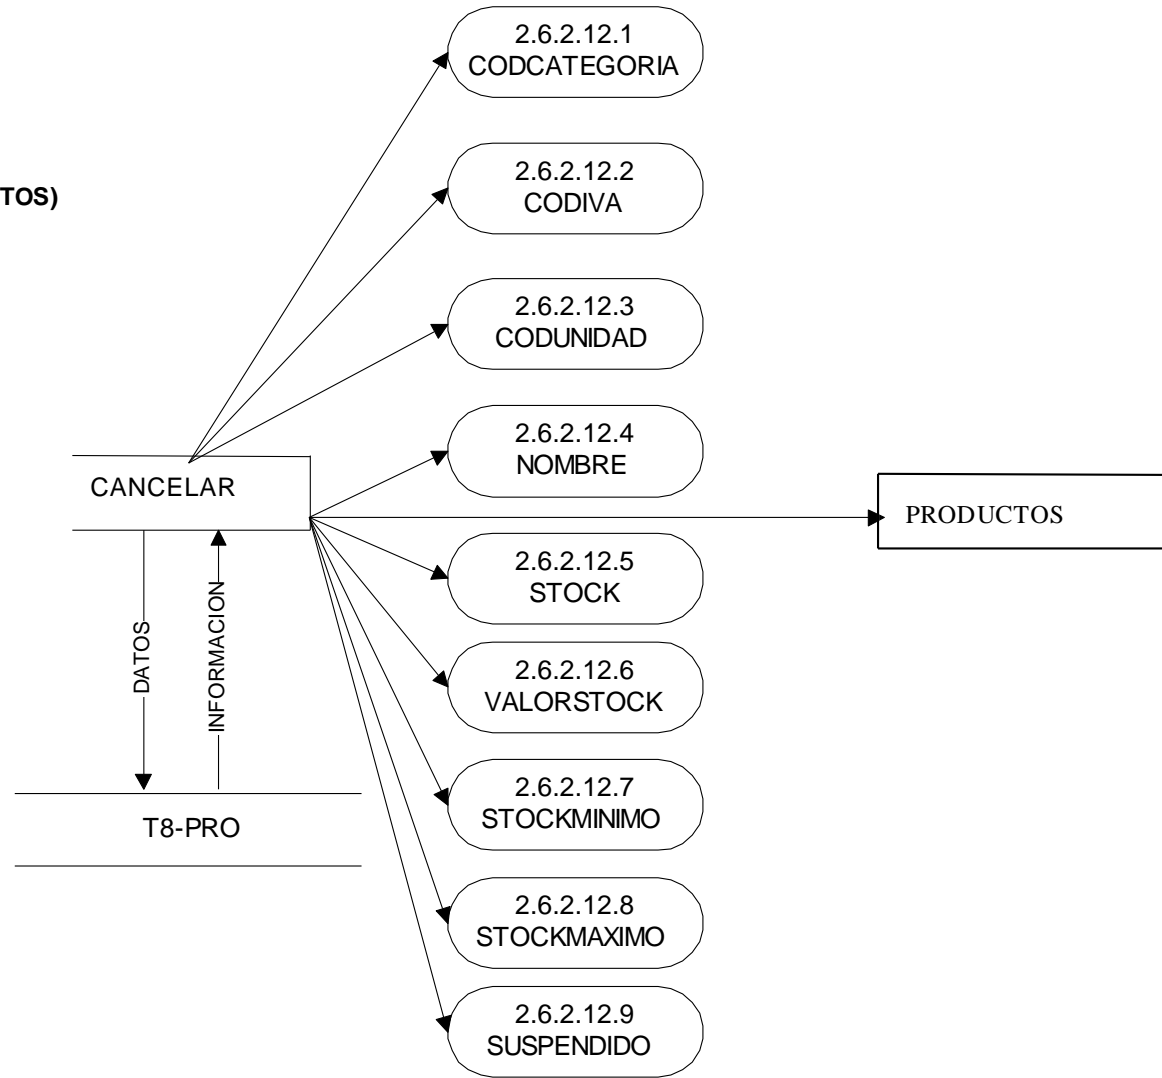 2.6.2.12.1
CODCATEGORIA
2.6.2.12.2
CODIVA
TOS)
2.6.2.12.3
CODUNIDAD
2.6.2.12.4
NOMBRE
CANCELAR
PRODUCTOS
2.6.2.12.5
STOCK
DATOS
INFORMACION
2.6.2.12.6
VALORSTOCK
2.6.2.12.7
STOCKMINIMO
T8-PRO
2.6.2.12.8
STOCKMAXIMO
2.6.2.12.9
SUSPENDIDO